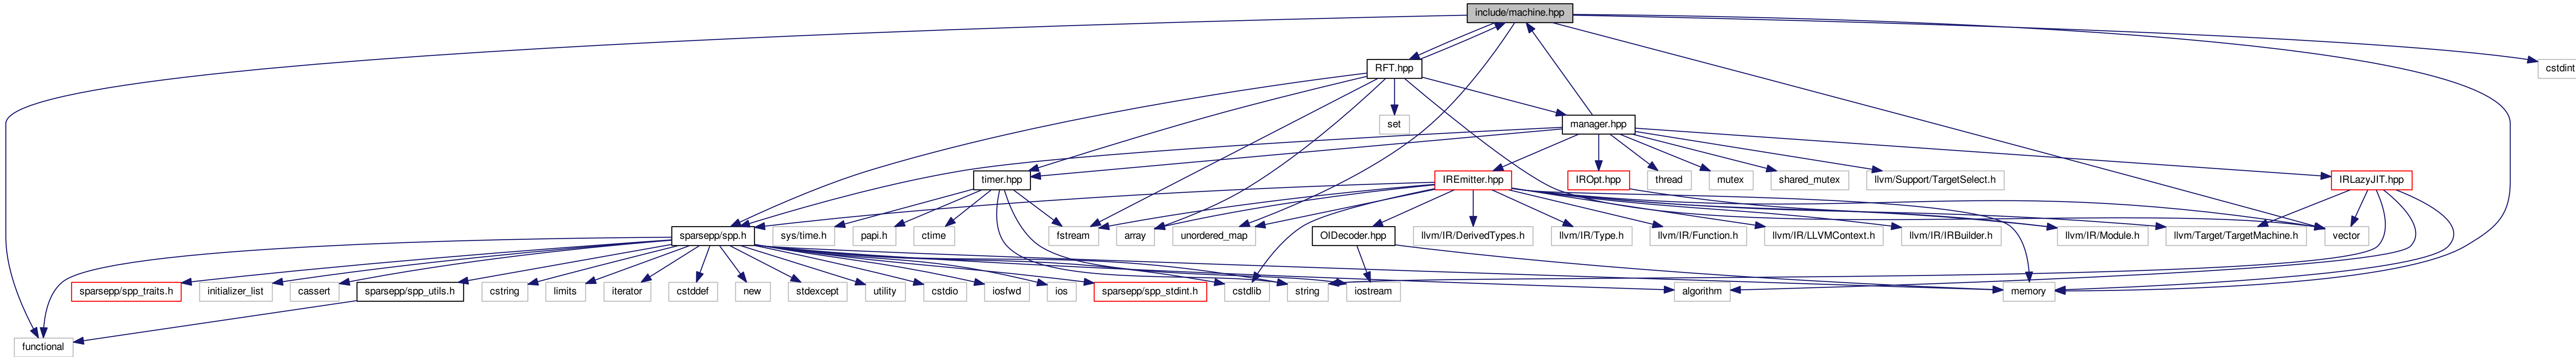 include/machine.hpp
RFT.hpp
cstdint
set
manager.hpp
timer.hpp
IREmitter.hpp
IROpt.hpp
thread
mutex
shared_mutex
llvm/Support/TargetSelect.h
IRLazyJIT.hpp
sparsepp/spp.h
sys/time.h
papi.h
ctime
fstream
array
unordered_map
OIDecoder.hpp
llvm/IR/DerivedTypes.h
llvm/IR/Type.h
llvm/IR/Function.h
llvm/IR/LLVMContext.h
llvm/IR/IRBuilder.h
llvm/IR/Module.h
llvm/Target/TargetMachine.h
vector
sparsepp/spp_traits.h
initializer_list
cassert
sparsepp/spp_utils.h
cstring
limits
iterator
cstddef
new
stdexcept
utility
cstdio
iosfwd
ios
sparsepp/spp_stdint.h
cstdlib
string
iostream
algorithm
memory
functional